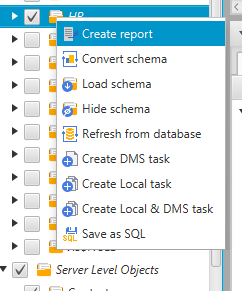 HR
Create report
Convert schema
Load schema
Hide schema
Refresh from database
Create DMS task
Create Local task
Create Local & DMS task
Save as SQL
Server Level Objects